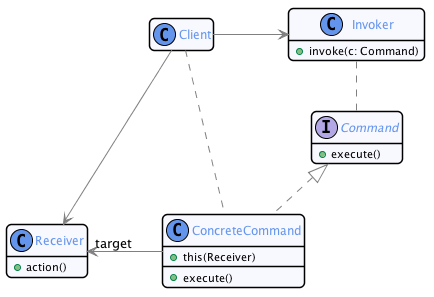 C Client
C Invoker
invoke(c: Command)
I Command
execute()
C Receiver
action()
target
C ConcreteCommand
this(Receiver)
execute()